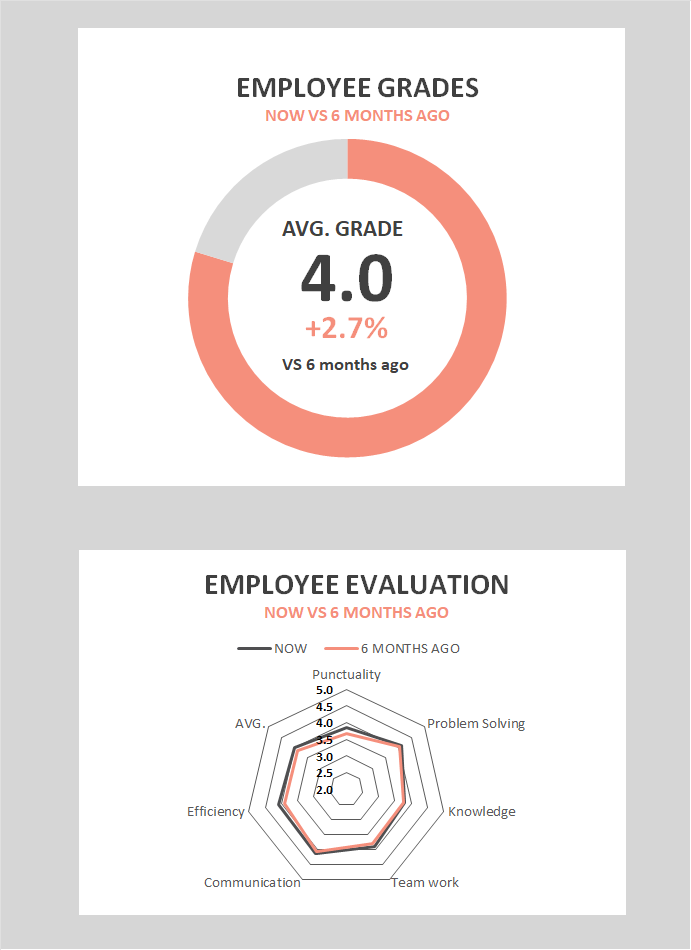 EMPLOYEE GRADES
NOW VS 6 MONTHS AGO
AVG. GRADE
4.0
+2.7%
VS 6 months ago
EMPLOYEE EVALUATION
NOW VS 6 MONTHS AGO
NOW 6 MONTHS AGO
Punctuality
5.0
4.5
AVG. 4.0 Problem Solving
3.5
3.0
2.5
2.0
Efficiency Knowledge
Communication Team work